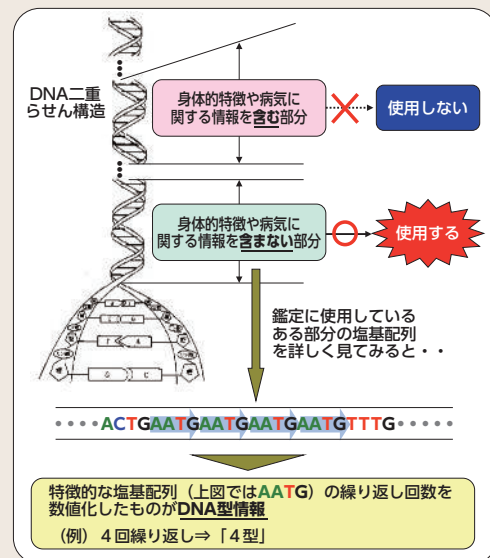 DNA二重
らせん構造
身体的特徴や病気に
関する情報を含む部分
使用しない
身体的特徴や病気に
関する情報を含まない部分
使用する
鑑定に使用している
ある部分の塩基配列
を詳しく見てみると・・
・・・・ACTGAATGAATGAATGAATGTTTG・・・・・
特徴的な塩基配列（上図ではAATG）の繰り返し回数を
数値化したものがDNA型情報
（例）４回繰り返し⇒「４型」